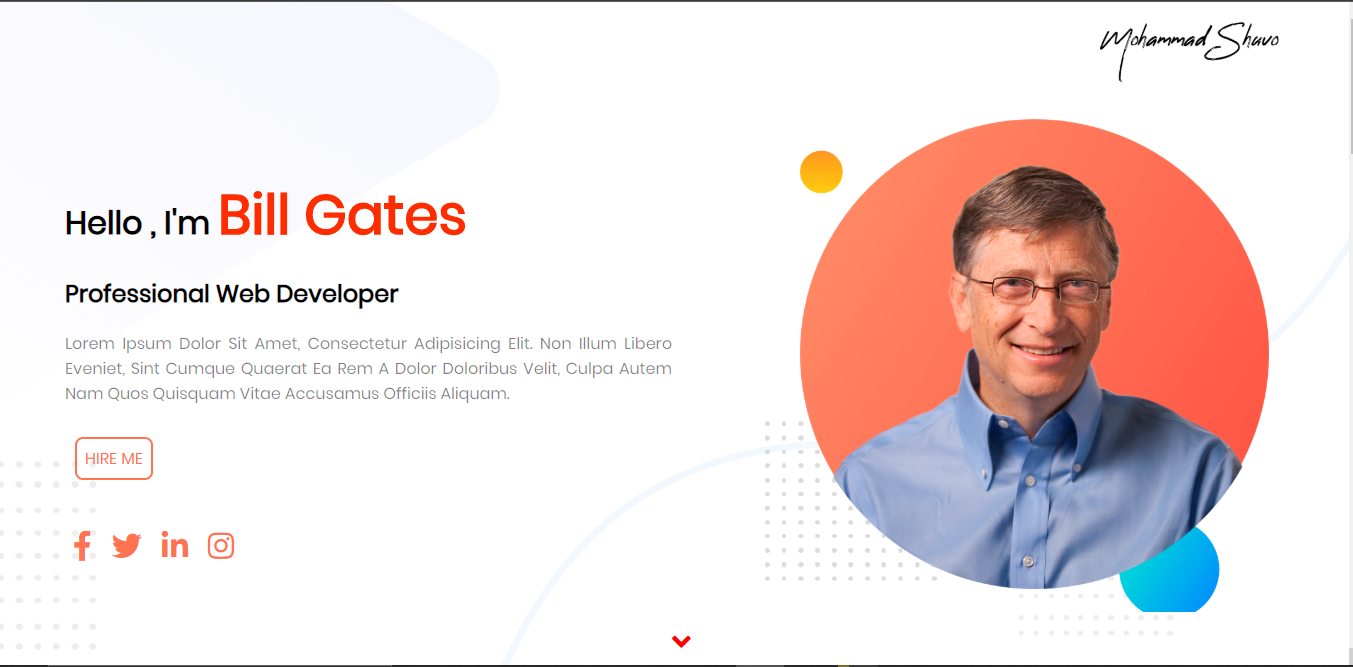 Mohammad Shuvo
Hello , I'm Bill Gates
Professional Web Developer
Lorem Ipsum Dolor Sit Amet, Consectetur Adipisicing Elit. Non Illum Libero
Eveniet, Sint Cumque Quaerat Ea Rem A Dolor Doloribus Velit, Culpa Autem
Nam Quos Quisquam Vitae Accusamus Officiis Aliquam.
HIRE ME